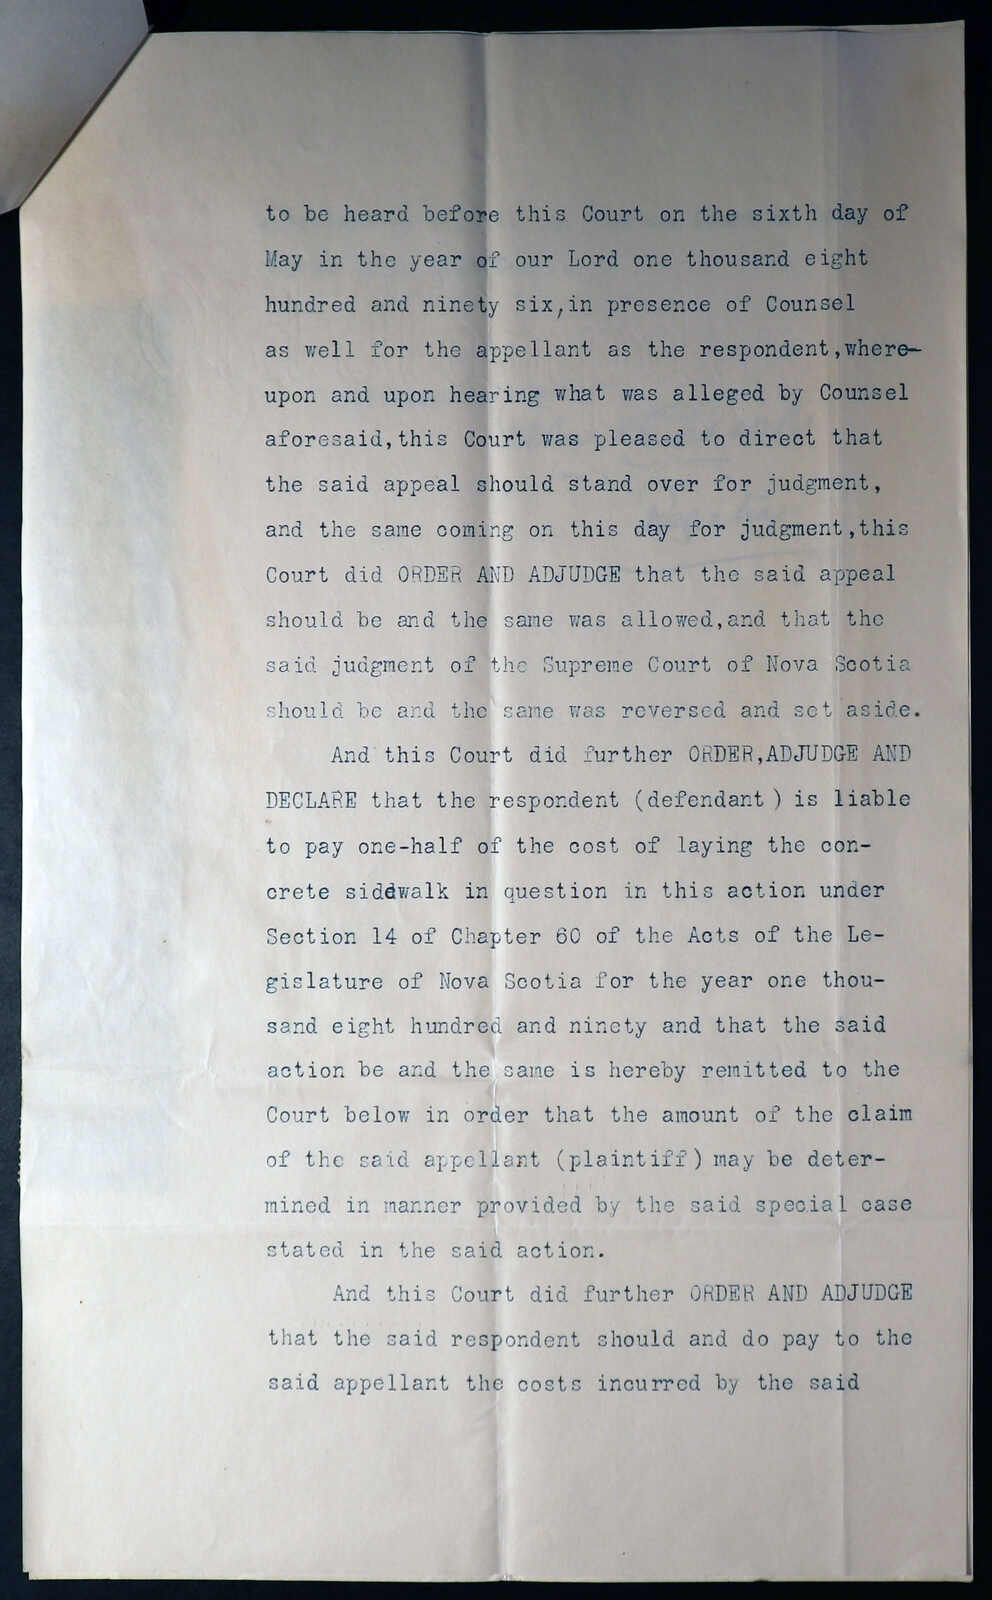 to be heard before this Court on the sixth day of
May in the year of our Lord one thousand eight
hundred and ninety six,in presence of Counsel
as well for the appellant as the respondent,where-
upon and upon hearing what was alleged by Counsel
aforesaid,this Court was pleased to direct that
the said appeal should stand over for judgment,
and the same coming on this day for judgment,this
Court did ORDER AND ADJUDGE that the said appeal
should be and the same was allowed,and that the
said judgment of the Supreme Court of Nova Scotia
should be and the same was reversed and set aside.
And this Court did further ORDER,ADJUDGE AND
DECLARE that the respondent (defendant) is liable
to pay one-half of the cost of laying the con-
crete sidewalk in question in this action under
Section 14 of Chapter 60 of the Acts of the Le-
gislature of Nova Scotia for the year one thou-
sand eight hundred and ninety and that the said
action be and the same is hereby remitted to the
Court below in order that the amount of the claim
of the said appellant (plaintiff) may be deter-
mined in manner provided by the said special case
stated in the said action.
And this Court did further ORDER AND ADJUDGE
that the said respondent should and do pay to the
said appellant the costs incurred by the said